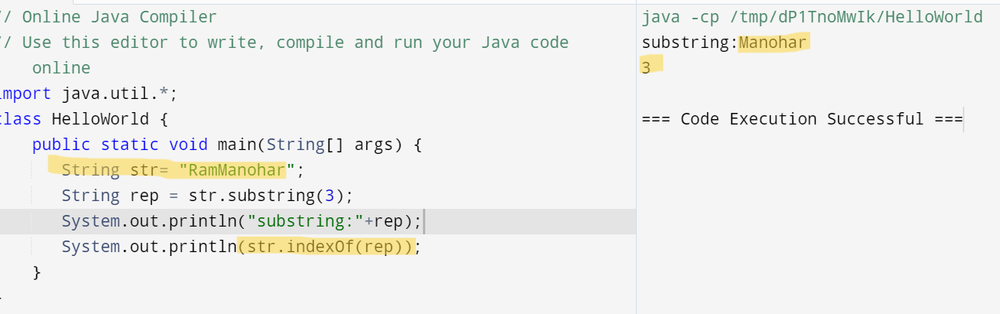 / Online Java Compiler
/ Use this editor to write, compile and run your Java code
online
import java.util.*;
class HelloWorld {
public static void main(String[] args) {
String str= "RamManohar";
String rep = str.substring(3);
System.out.println("substring:"+rep);
System.out.println(str.indexOf(rep));
}
java -cp /tmp/dP1TnoMwIk/HelloWorld
substring:Manohar
3
=== Code Execution Successful ===